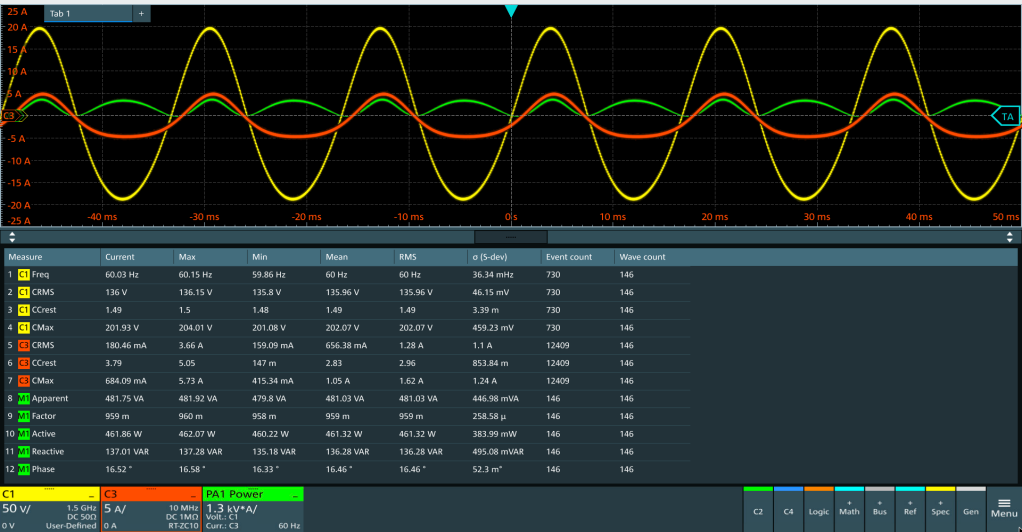 25 A
Tab 1 +
20 A
15 A
10 A
5 A
C3
TA
-5 A
-10 A
-15 A
-20 A
-25 A
-40 ms -30 ms -20 ms -10 ms 0s 10 ms 20 ms 30 ms 40 ms 50 ms
Measure Current Max Min Mean RMS σ (S-dev) Event count Wave count
1 C1 Freq 60.03 Hz 60.15 Hz 59.86 Hz 60 Hz 60 Hz 36.34 mHz 730 146
2 C1 CRMS 136 V 136.15 V 135.8 V 135.96 V 135.96 V 46.15 mV 730 146
3 C1 CCrest 1.49 1.5 1.48 1.49 1.49 3.39 m 730 146
4 C1 CMax 201.93 V 204.01 V 201.08 V 202.07 V 202.07 V 459.23 mV 730 146
5 C3 CRMS 180.46 mA 3.66 A 159.09 mA 656.38 mA 1.28 A 1.1 A 12409 146
6 C3 CCrest 3.79 5.05 147 m 2.83 2.96 853.84 m 12409 146
7 C3 CMax 684.09 mA 5.73 A 415.34 mA 1.05 A 1.62 A 1.24 A 12409 146
8 M1 Apparent 481.75 VA 481.92 VA 479.8 VA 481.03 VA 481.03 VA 446.98 mVA 146 146
9 M1 Factor 959 m 960 m 958 m 959 m 959 m 258.58 µ 146 146
10 M1 Active 461.86 W 462.07 W 460.22 W 461.32 W 461.32 W 383.99 mW 146 146
11 M1 Reactive 137.01 VAR 137.28 VAR 135.18 VAR 136.28 VAR 136.28 VAR 495.08 mVAR 146 146
12 M1 Phase 16.52 ° 16.58 ° 16.33 ° 16.46 ° 16.46 ° 52.3 m° 146 146
C1 C3 PA1 Power
50 V/ 1.5 GHz 5 A/ 10 MHz 1.3 kV*A/
DC 50Ω DC 1MΩ Volt.: C1
0 V User-Defined 0 A RT-ZC10 Curr.: C3 60 Hz
C2 C4 Logic + Math + Bus + Ref + Spec Gen Menu